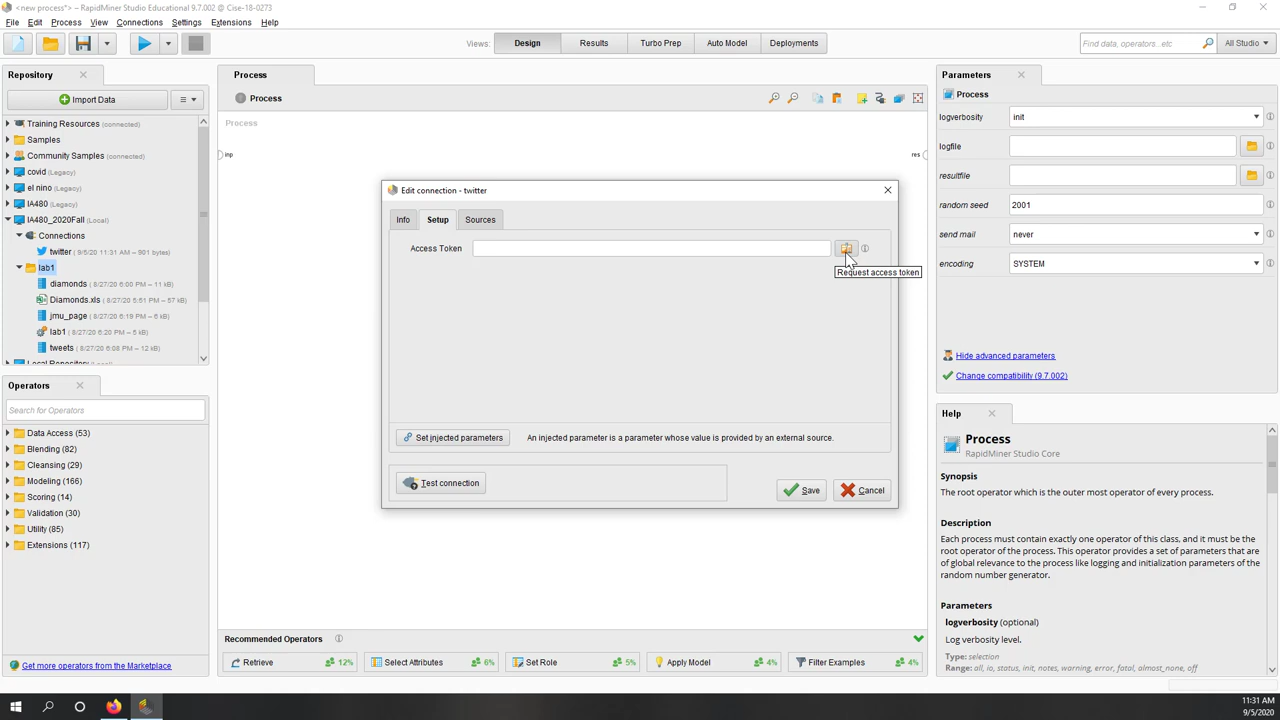 <new process*> – RapidMiner Studio Educational 9.7.002 @ Cise-18-0273
File Edit Process View Connections Settings Extensions Help
Views: Design Results Turbo Prep Auto Model Deployments
Find data, operators...etc
All Studio
Repository
Import Data
Training Resources (connected)
Samples
Community Samples (connected)
covid (Legacy)
el nino (Legacy)
IA480 (Legacy)
IA480_2020Fall (Local)
Connections
twitter (9/5/20 11:31 AM – 901 bytes)
lab1
diamonds (8/27/20 6:00 PM – 11 kB)
Diamonds.xls (8/27/20 5:51 PM – 57 kB)
jmu_page (8/27/20 6:19 PM – 6 kB)
lab1 (8/27/20 6:20 PM – 5 kB)
tweets (8/27/20 6:08 PM – 12 kB)
Local Repository
Operators
Search for Operators
Data Access (53)
Blending (82)
Cleansing (29)
Modeling (166)
Scoring (14)
Validation (30)
Utility (85)
Extensions (117)
Get more operators from the Marketplace
Process
Process
Process
inp
res
Edit connection - twitter
Info Setup Sources
Access Token
Request access token
Set injected parameters
An injected parameter is a parameter whose value is provided by an external source.
Test connection
Save
Cancel
Recommended Operators
Retrieve 12%
Select Attributes 6%
Set Role 5%
Apply Model 4%
Filter Examples 4%
Parameters
Process
logverbosity init
logfile
resultfile
random seed 2001
send mail never
encoding SYSTEM
Hide advanced parameters
Change compatibility (9.7.002)
Help
Process
RapidMiner Studio Core
Synopsis
The root operator which is the outer most operator of every process.
Description
Each process must contain exactly one operator of this class, and it must be the
root operator of the process. This operator provides a set of parameters that are
of global relevance to the process like logging and initialization parameters of the
random number generator.
Parameters
logverbosity (optional)
Log verbosity level.
Type: selection
Range: all, io, status, init, notes, warning, error, fatal, almost_none, off
11:31 AM
9/5/2020